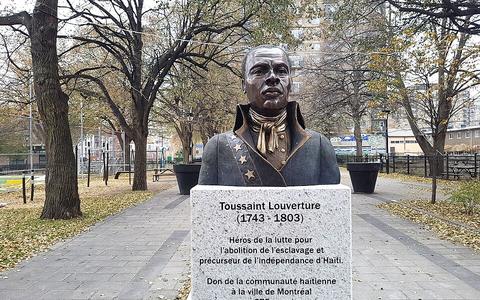 Toussaint Louverture
(1743 - 1803)
Héros de la lutte pour
l'abolition de l'esclavage et
précurseur de l'indépendance d'Haïti.
Don de la communauté haïtienne
à la ville de Montréal